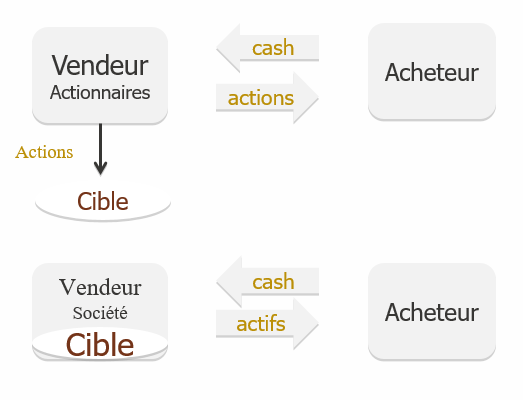 Vendeur
Actionnaires
cash
actions
Acheteur
Actions
Cible
Vendeur
Société
Cible
cash
actifs
Acheteur